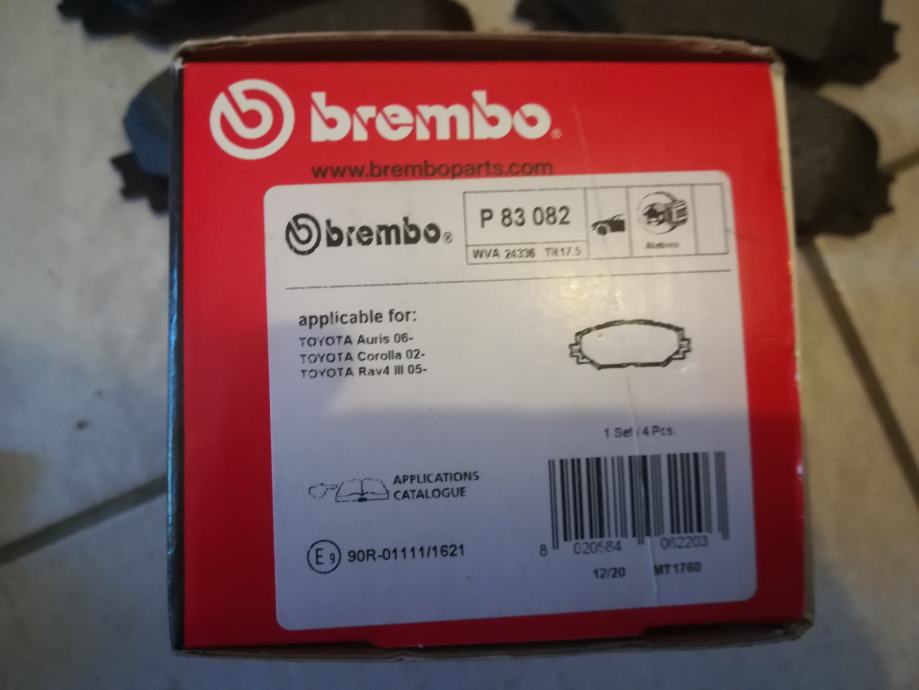 brembo®
www.bremboparts.com
brembo®
P 83 082
WVA 24336 TH 17.5
applicable for:
TOYOTA Auris 06-
TOYOTA Corolla 02-
TOYOTA Rav4 III 05-
1 Set / 4 Pcs.
APPLICATIONS
CATALOGUE
E9 90R-01111/1621
8 020584 062203
12/20 MT1760